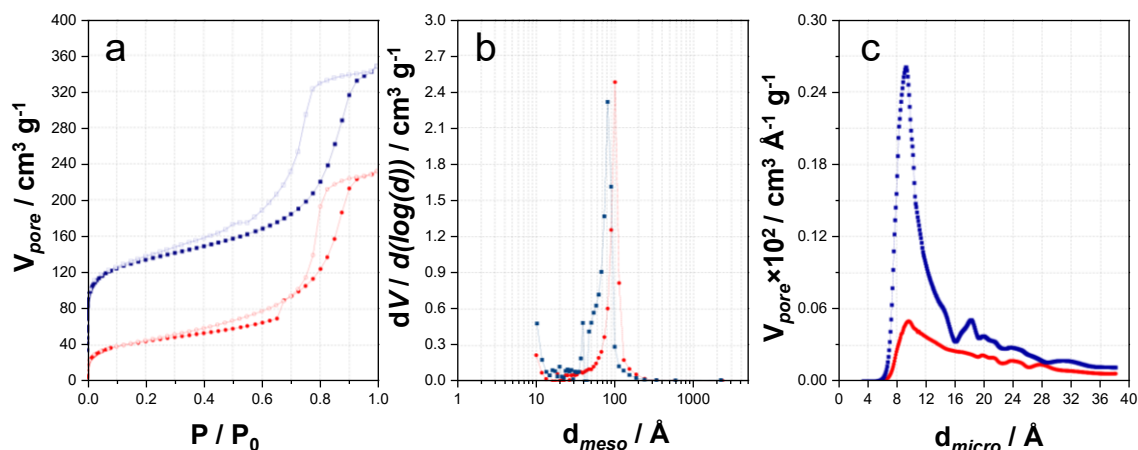 a
400
360
320
280
240
200
160
120
80
40
0
V_pore / cm³ g⁻¹
0.0 0.2 0.4 0.6 0.8 1.0
P / P₀
b
3.0
2.7
2.4
2.1
1.8
1.5
1.2
0.9
0.6
0.3
0.0
dV / d(log(d)) / cm³ g⁻¹
1 10 100 1000
d_meso / Å
c
0.30
0.24
0.18
0.12
0.06
0.00
V_pore×10² / cm³ Å⁻¹ g⁻¹
0 4 8 12 16 20 24 28 32 36 40
d_micro / Å